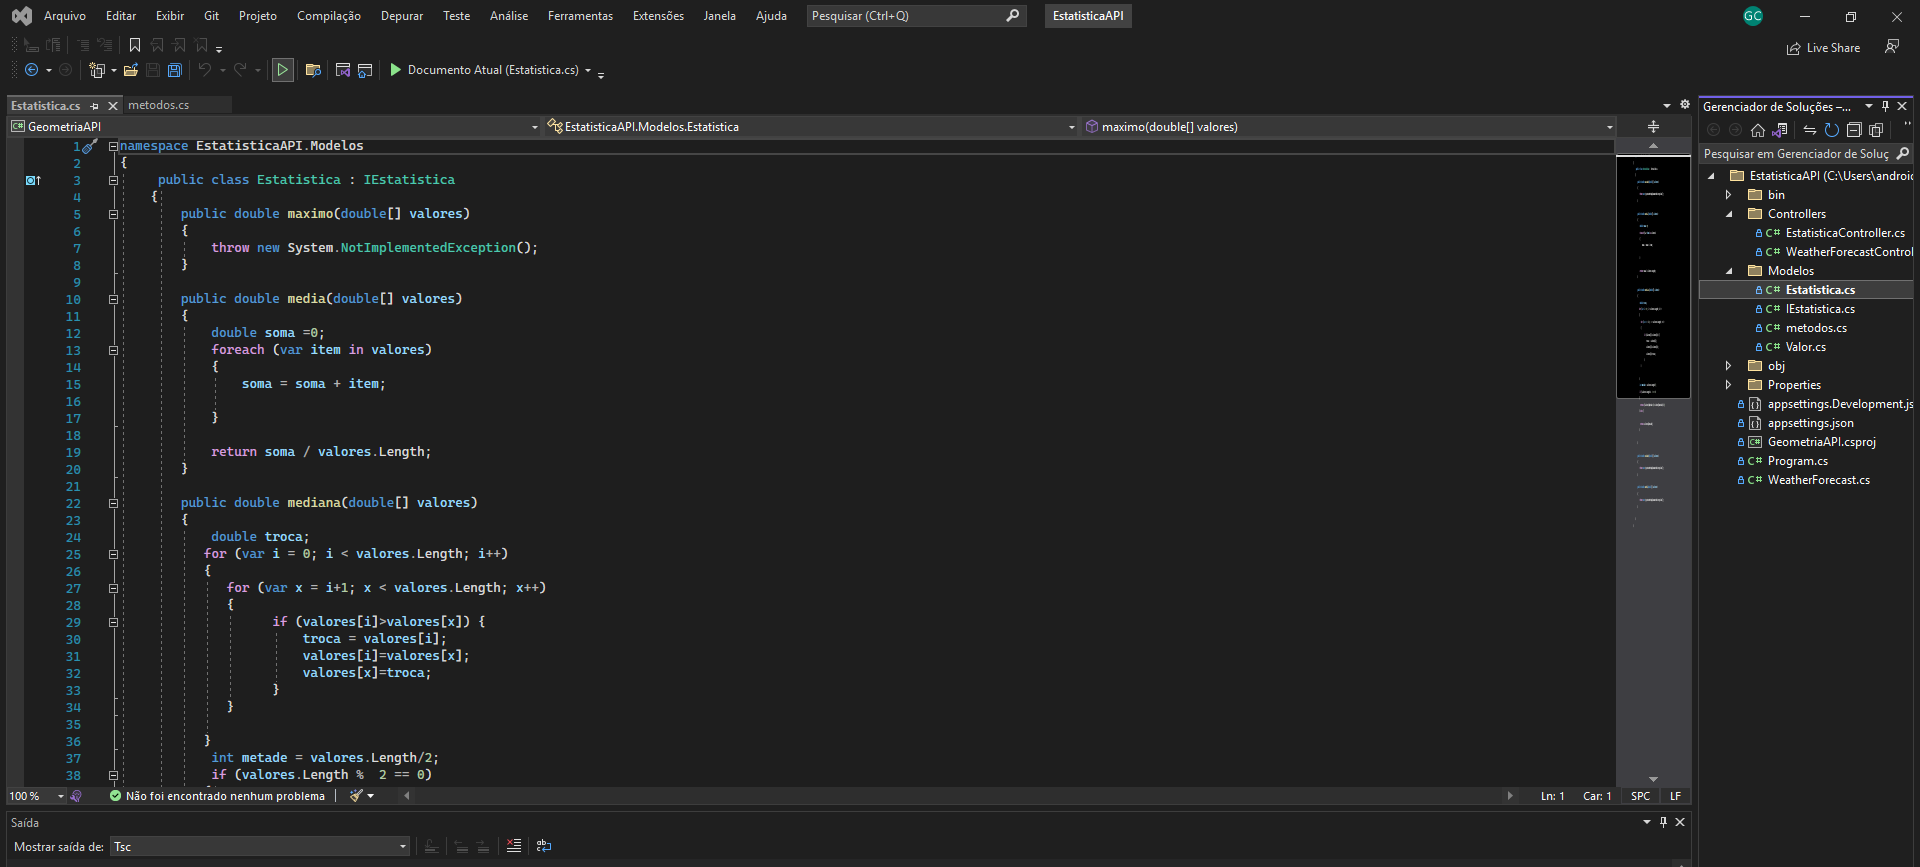 Arquivo Editar Exibir Git Projeto Compilação Depurar Teste Análise Ferramentas Extensões Janela Ajuda Pesquisar (Ctrl+Q) EstatisticaAPI GC
Live Share
Documento Atual (Estatistica.cs)
Estatistica.cs metodos.cs
GeometriaAPI EstatisticaAPI.Modelos.Estatistica maximo(double[] valores)
1 namespace EstatisticaAPI.Modelos
2 {
3 public class Estatistica : IEstatistica
4 {
5 public double maximo(double[] valores)
6 {
7 throw new System.NotImplementedException();
8 }
9
10 public double media(double[] valores)
11 {
12 double soma =0;
13 foreach (var item in valores)
14 {
15 soma = soma + item;
16
17 }
18
19 return soma / valores.Length;
20 }
21
22 public double mediana(double[] valores)
23 {
24 double troca;
25 for (var i = 0; i < valores.Length; i++)
26 {
27 for (var x = i+1; x < valores.Length; x++)
28 {
29 if (valores[i]>valores[x]) {
30 troca = valores[i];
31 valores[i]=valores[x];
32 valores[x]=troca;
33 }
34 }
35
36 }
37 int metade = valores.Length/2;
38 if (valores.Length % 2 == 0)
100 % Não foi encontrado nenhum problema Ln: 1 Car: 1 SPC LF
Saída
Mostrar saída de: Tsc
Gerenciador de Soluções –...
Pesquisar em Gerenciador de Soluç
EstatisticaAPI (C:\Users\androic
bin
Controllers
C# EstatisticaController.cs
C# WeatherForecastControl
Modelos
C# Estatistica.cs
C# IEstatistica.cs
C# metodos.cs
C# Valor.cs
obj
Properties
appsettings.Development.js
appsettings.json
C# GeometriaAPI.csproj
C# Program.cs
C# WeatherForecast.cs